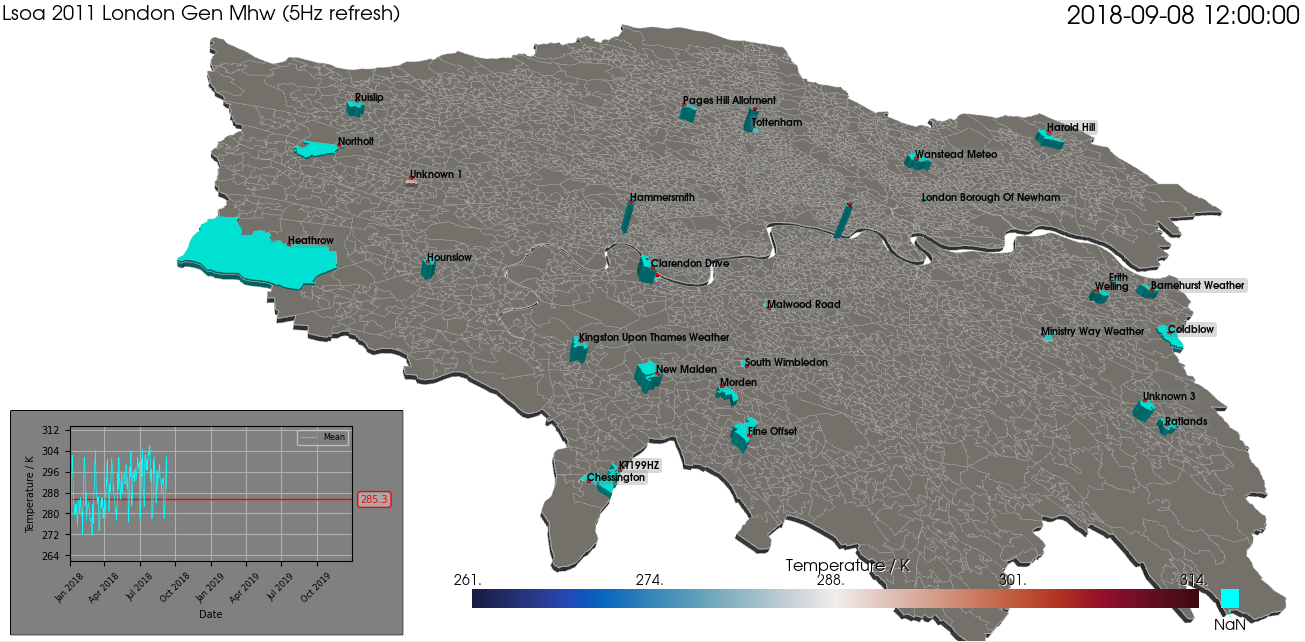 Lsoa 2011 London Gen Mhw (5Hz refresh)
2018-09-08 12:00:00
Ruislip
Pages Hill Allotment
Tottenham
Harold Hill
Northolt
Wanstead Meteo
Unknown 1
Hammersmith
London Borough Of Newham
Heathrow
Hounslow
Clarendon Drive
Erith
Welling
Barnehurst Weather
Malwood Road
Ministry Way Weather
Coldblow
Kingston Upon Thames Weather
South Wimbledon
New Malden
Morden
Unknown 3
Ratlands
Fine Offset
KT199HZ
Chessington
312
304
296
288
280
272
264
Temperature / K
Mean
285.3
Jan 2018
Apr 2018
Jul 2018
Oct 2018
Jan 2019
Apr 2019
Jul 2019
Oct 2019
Date
Temperature / K
261. 274. 288. 301. 314.
NaN